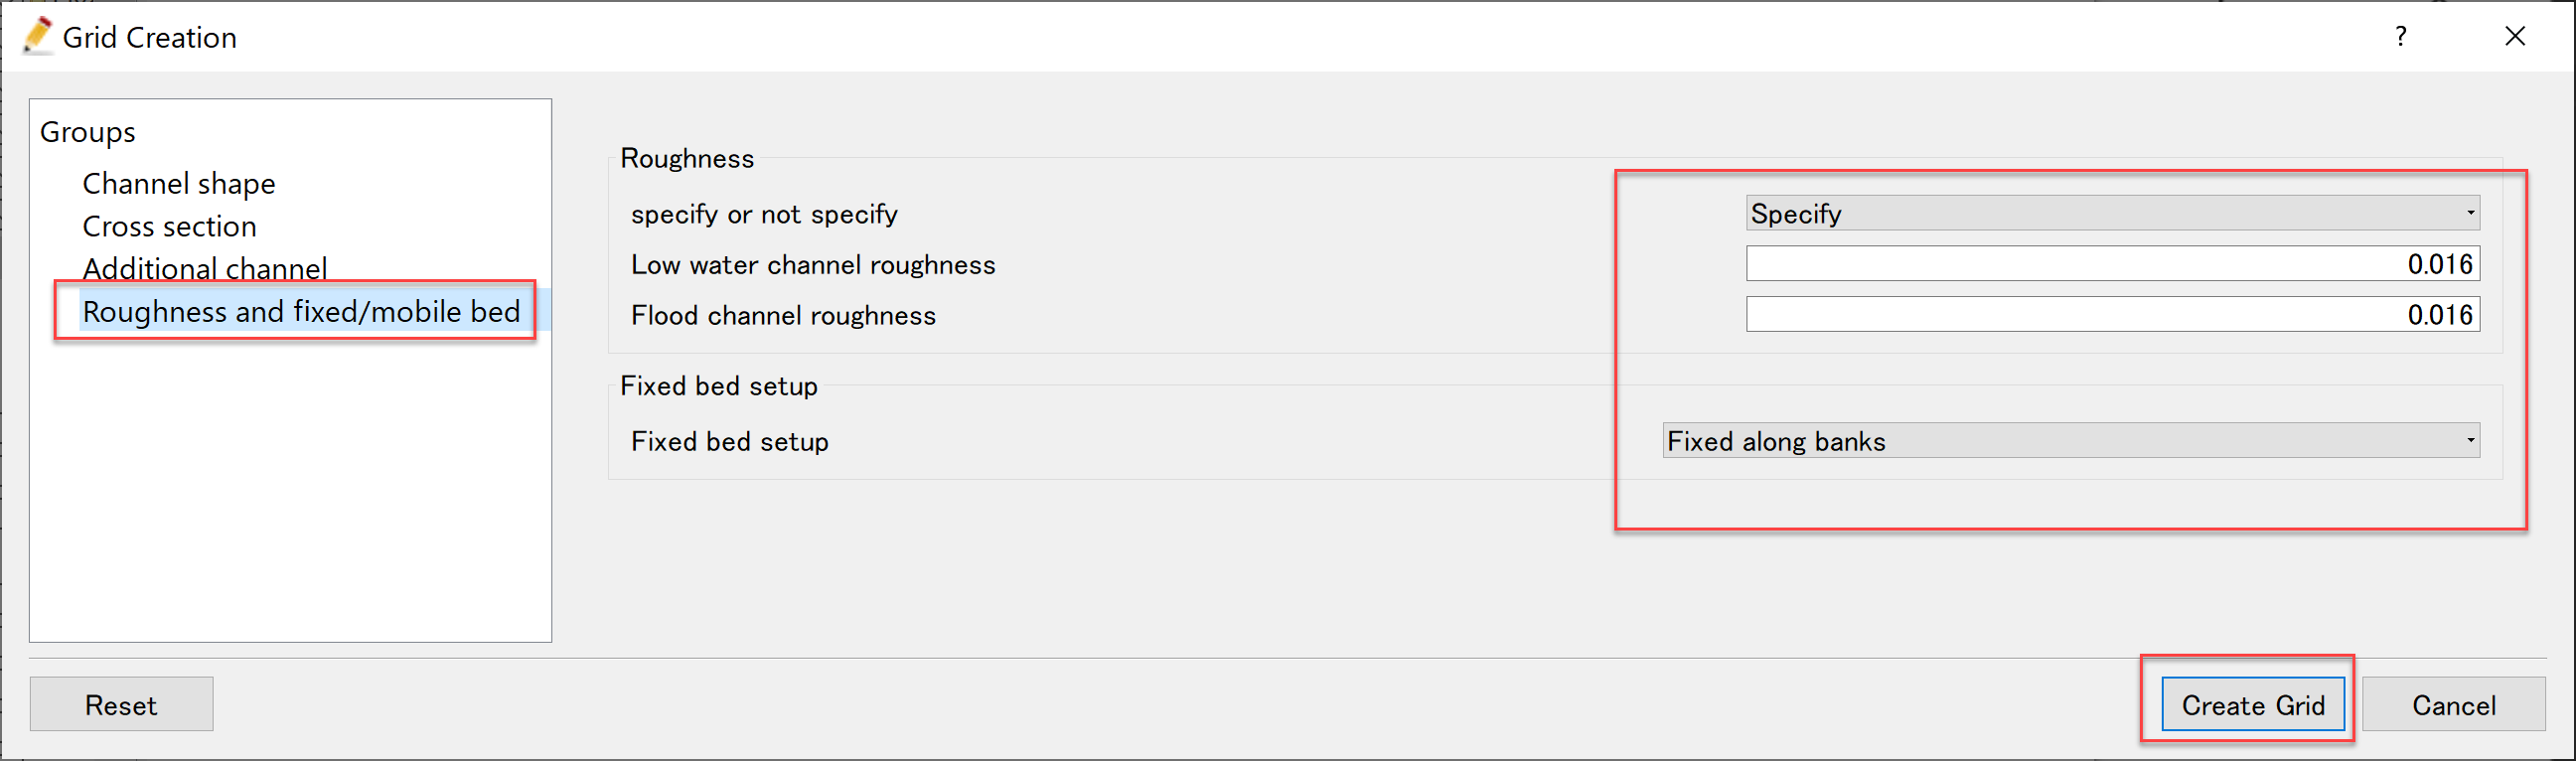 Grid Creation
?
Groups
Channel shape
Cross section
Additional channel
Roughness and fixed/mobile bed
Roughness
specify or not specify
Specify
Low water channel roughness
0.016
Flood channel roughness
0.016
Fixed bed setup
Fixed bed setup
Fixed along banks
Reset
Create Grid
Cancel